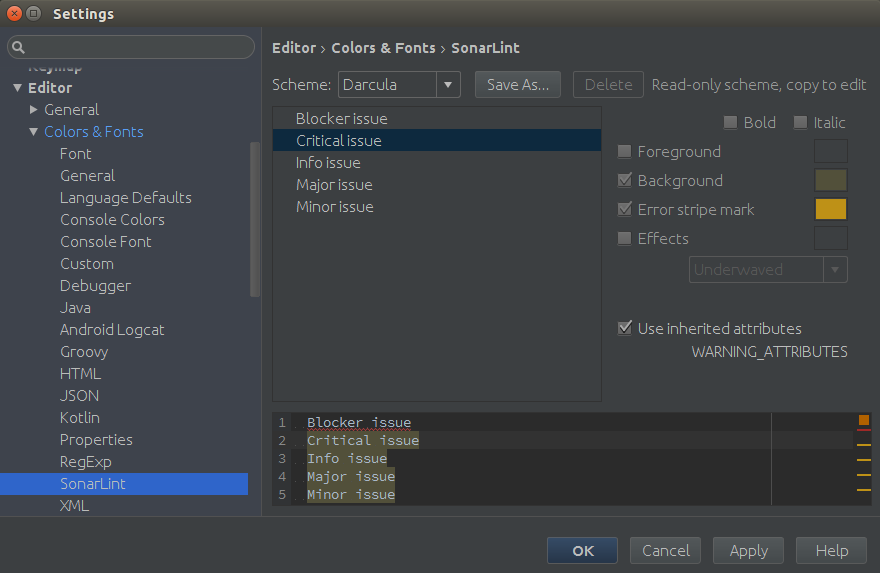 Settings
Keymap
Editor
General
Colors & Fonts
Font
General
Language Defaults
Console Colors
Console Font
Custom
Debugger
Java
Android Logcat
Groovy
HTML
JSON
Kotlin
Properties
RegExp
SonarLint
XML
Editor › Colors & Fonts › SonarLint
Scheme: Darcula Save As... Delete Read-only scheme, copy to edit
Blocker issue
Critical issue
Info issue
Major issue
Minor issue
Bold Italic
Foreground
Background
Error stripe mark
Effects
Underwaved
Use inherited attributes
WARNING_ATTRIBUTES
1 Blocker issue
2 Critical issue
3 Info issue
4 Major issue
5 Minor issue
OK Cancel Apply Help